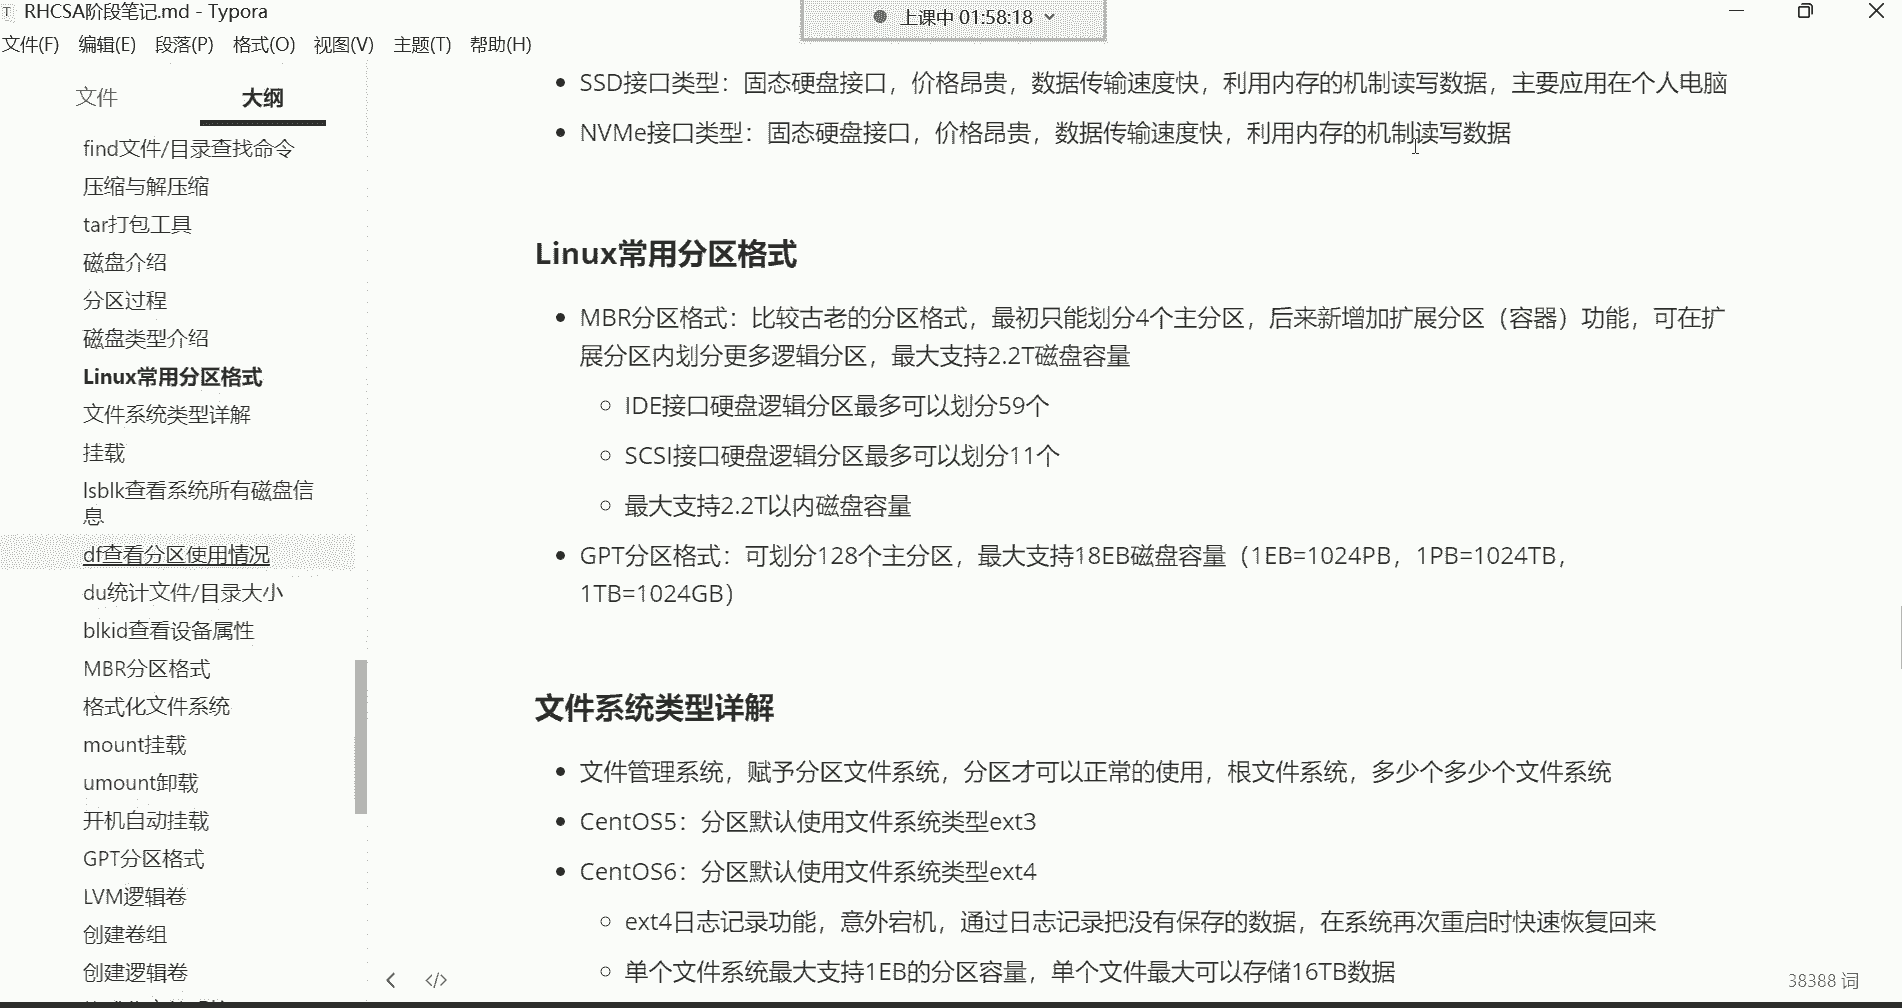 RHCSA阶段笔记.md - Typora
上课中 01:58:18
文件(F) 编辑(E) 段落(P) 格式(O) 视图(V) 主题(T) 帮助(H)
文件 大纲
find文件/目录查找命令
压缩与解压缩
tar打包工具
磁盘介绍
分区过程
磁盘类型介绍
Linux常用分区格式
文件系统类型详解
挂载
lsblk查看系统所有磁盘信
息
df查看分区使用情况
du统计文件/目录大小
blkid查看设备属性
MBR分区格式
格式化文件系统
mount挂载
umount卸载
开机自动挂载
GPT分区格式
LVM逻辑卷
创建卷组
创建逻辑卷
SSD接口类型：固态硬盘接口，价格昂贵，数据传输速度快，利用内存的机制读写数据，主要应用在个人电脑
NVMe接口类型：固态硬盘接口，价格昂贵，数据传输速度快，利用内存的机制读写数据
Linux常用分区格式
MBR分区格式：比较古老的分区格式，最初只能划分4个主分区，后来新增加扩展分区（容器）功能，可在扩
展分区内划分更多逻辑分区，最大支持2.2T磁盘容量
IDE接口硬盘逻辑分区最多可以划分59个
SCSI接口硬盘逻辑分区最多可以划分11个
最大支持2.2T以内磁盘容量
GPT分区格式：可划分128个主分区，最大支持18EB磁盘容量（1EB=1024PB，1PB=1024TB，
1TB=1024GB）
文件系统类型详解
文件管理系统，赋予分区文件系统，分区才可以正常的使用，根文件系统，多少个多少个文件系统
CentOS5：分区默认使用文件系统类型ext3
CentOS6：分区默认使用文件系统类型ext4
ext4日志记录功能，意外宕机，通过日志记录把没有保存的数据，在系统再次重启时快速恢复回来
单个文件系统最大支持1EB的分区容量，单个文件最大可以存储16TB数据
38388 词